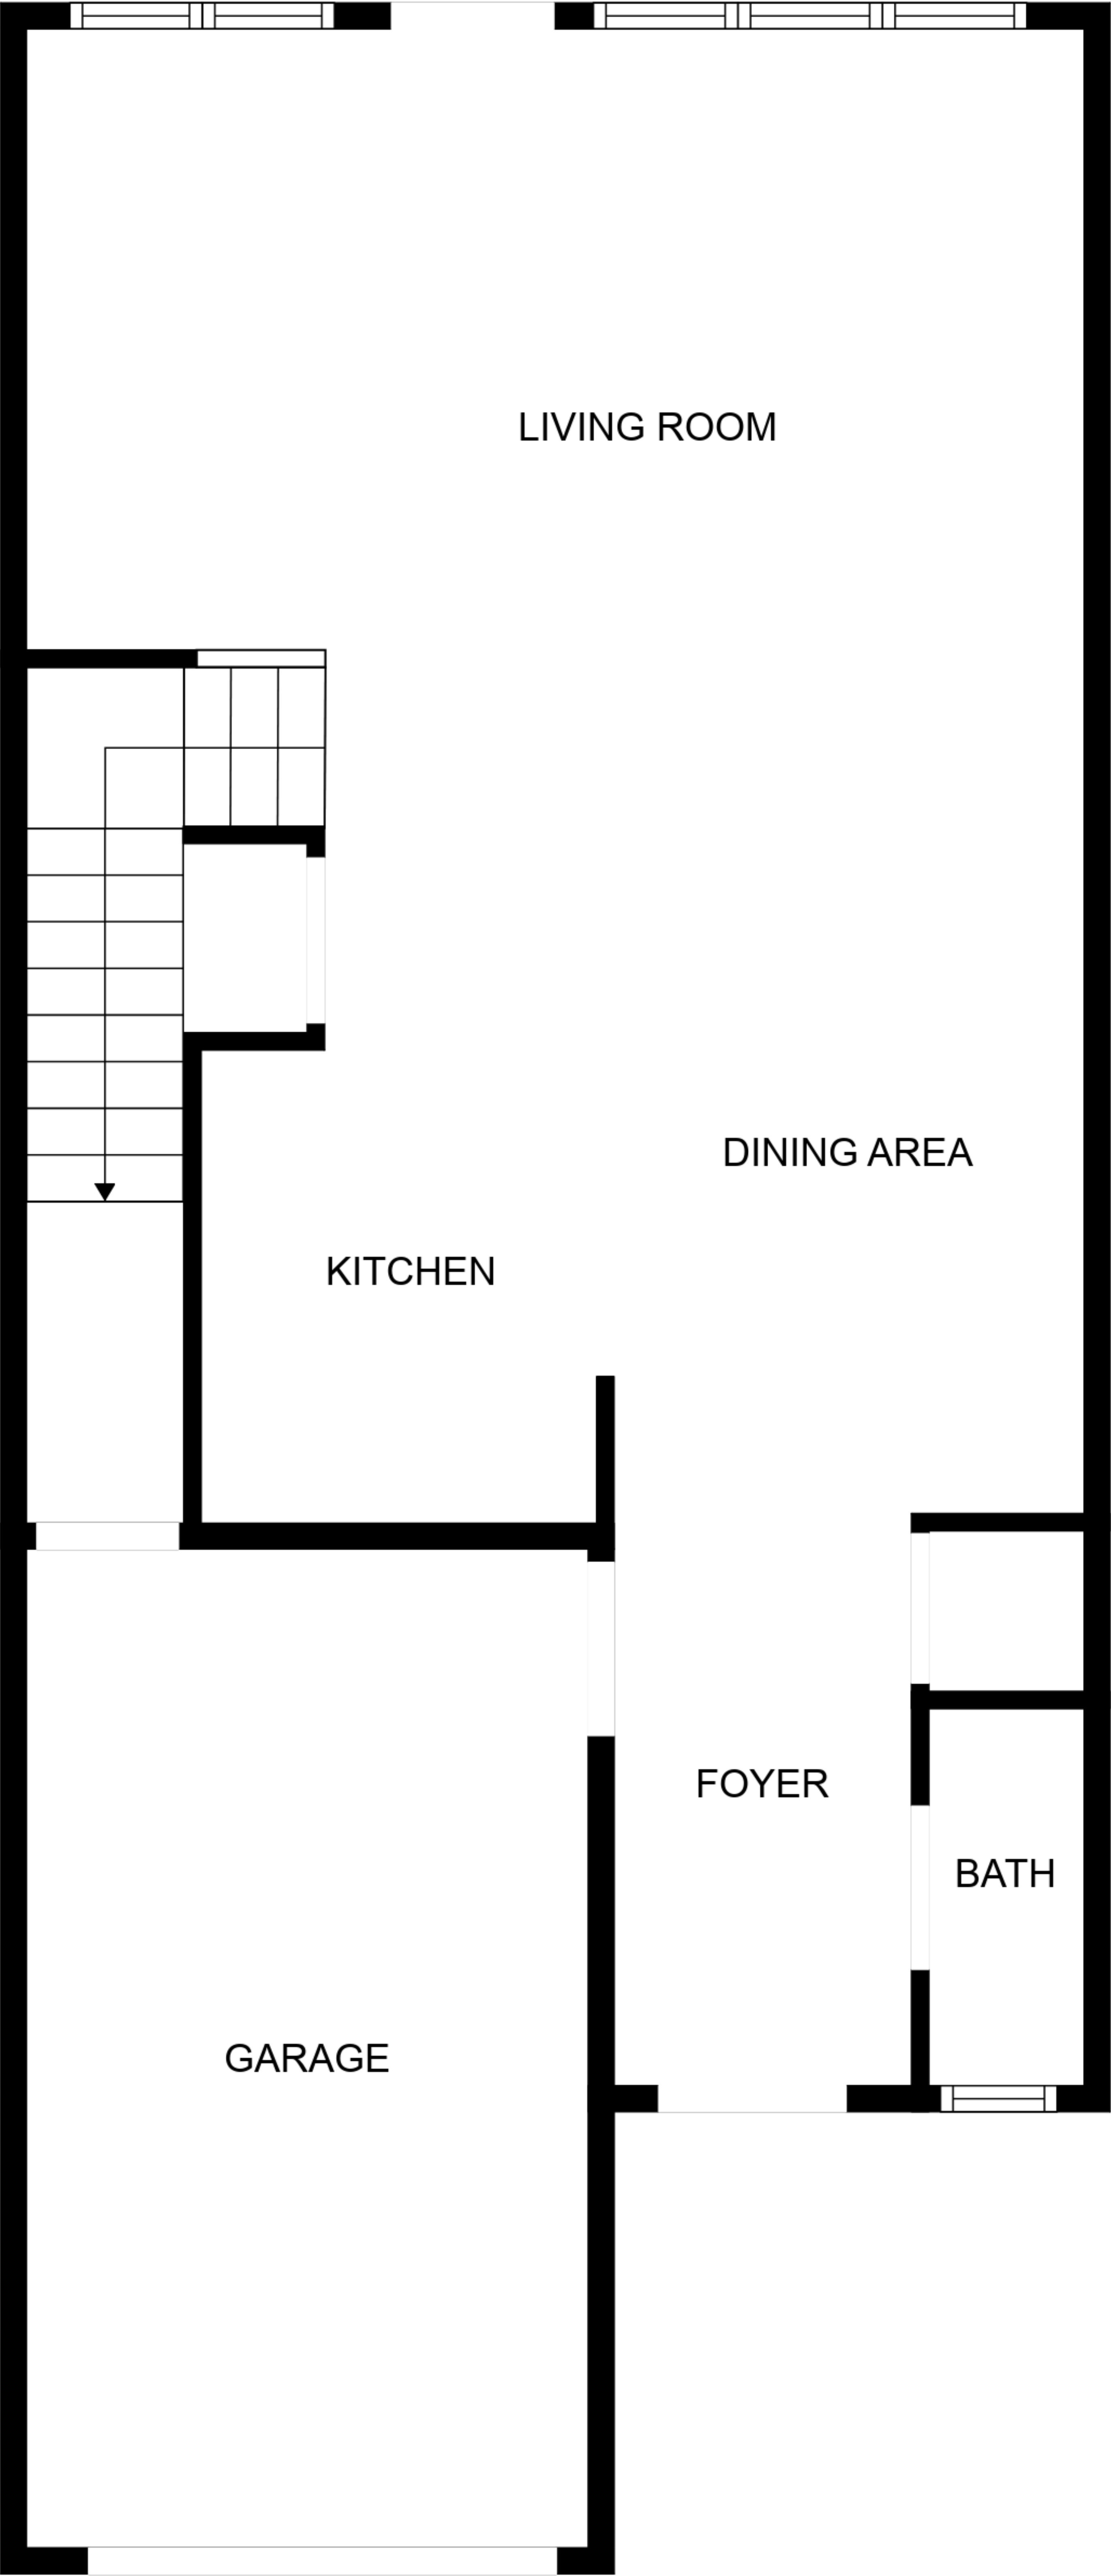 LIVING ROOM
DINING AREA
KITCHEN
FOYER
BATH
GARAGE